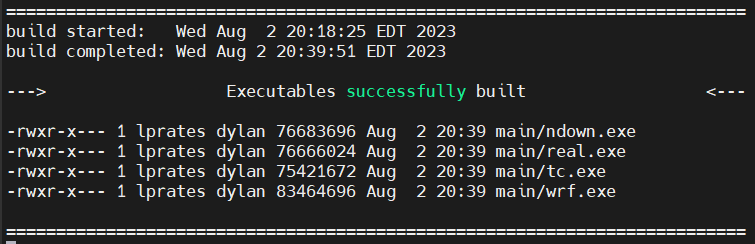 ==========================================================================
build started:   Wed Aug  2 20:18:25 EDT 2023
build completed: Wed Aug 2 20:39:51 EDT 2023
--->                  Executables successfully built                  <---
-rwxr-x--- 1 lprates dylan 76683696 Aug  2 20:39 main/ndown.exe
-rwxr-x--- 1 lprates dylan 76666024 Aug  2 20:39 main/real.exe
-rwxr-x--- 1 lprates dylan 75421672 Aug  2 20:39 main/tc.exe
-rwxr-x--- 1 lprates dylan 83464696 Aug  2 20:39 main/wrf.exe
==========================================================================